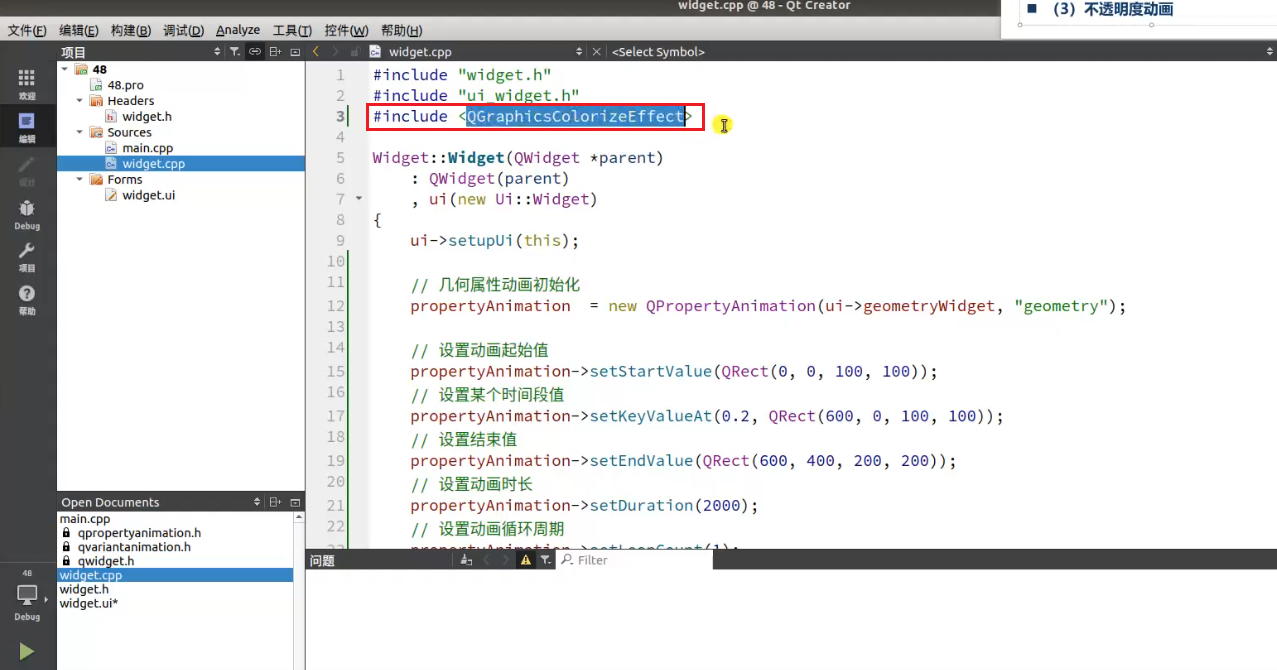 widget.cpp @ 48 - Qt Creator
■ （3）不透明度动画
文件(F) 编辑(E) 构建(B) 调试(D) Analyze 工具(T) 控件(W) 帮助(H)
项目
widget.cpp
<Select Symbol>
欢迎
编辑
设计
Debug
项目
帮助
48
Debug
48
48.pro
Headers
widget.h
Sources
main.cpp
widget.cpp
Forms
widget.ui
Open Documents
main.cpp
qpropertyanimation.h
qvariantanimation.h
qwidget.h
widget.cpp
widget.h
widget.ui*
1 #include "widget.h"
2 #include "ui_widget.h"
3 #include <QGraphicsColorizeEffect>
4
5 Widget::Widget(QWidget *parent)
6 : QWidget(parent)
7 , ui(new Ui::Widget)
8 {
9 ui->setupUi(this);
10
11 // 几何属性动画初始化
12 propertyAnimation = new QPropertyAnimation(ui->geometryWidget, "geometry");
13
14 // 设置动画起始值
15 propertyAnimation->setStartValue(QRect(0, 0, 100, 100));
16 // 设置某个时间段值
17 propertyAnimation->setKeyValueAt(0.2, QRect(600, 0, 100, 100));
18 // 设置结束值
19 propertyAnimation->setEndValue(QRect(600, 400, 200, 200));
20 // 设置动画时长
21 propertyAnimation->setDuration(2000);
22 // 设置动画循环周期
23 propertyAnimation->setLoopCount(1);
问题
Filter